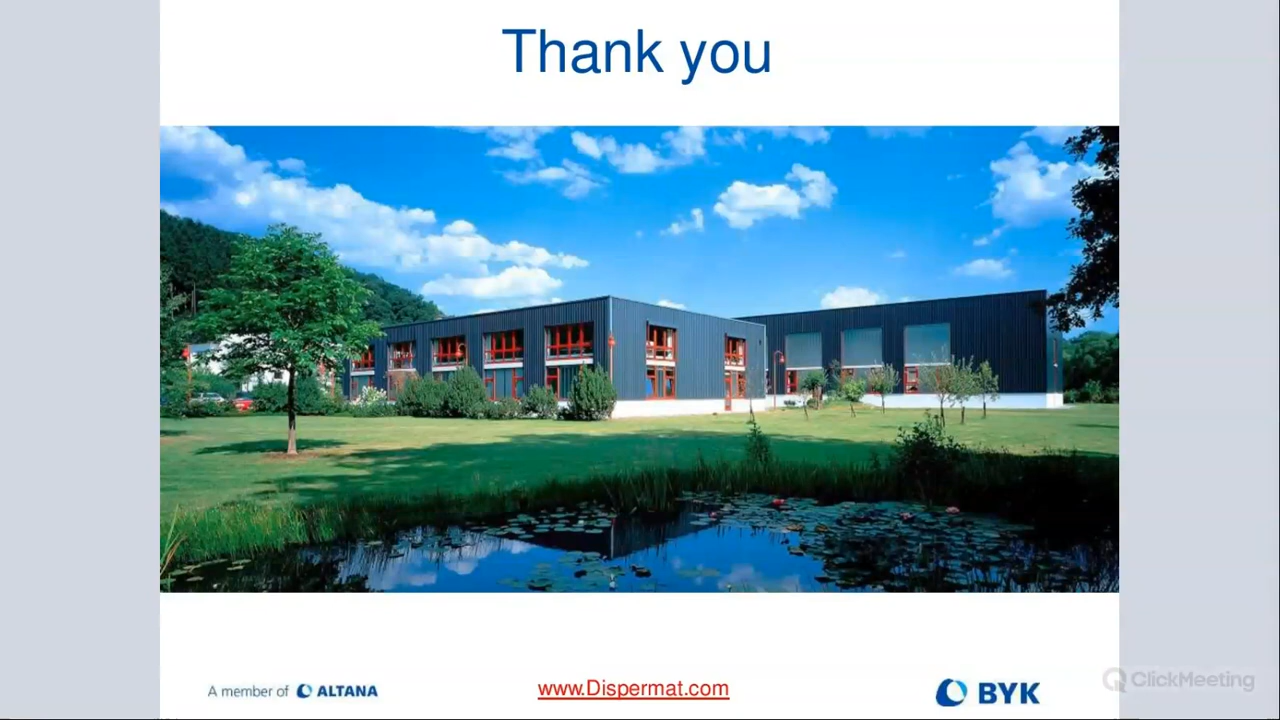 Thank you
A member of ALTANA
www.Dispermat.com
BYK
ClickMeeting